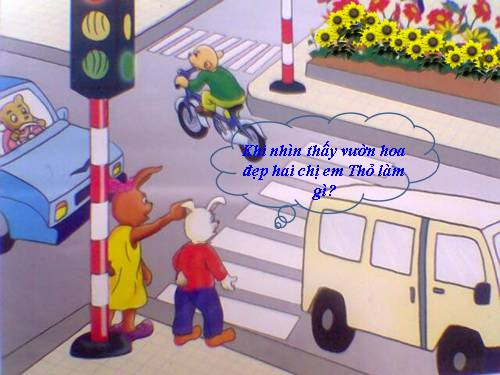 Khi nhìn thấy vườn hoa
đẹp hai chị em Thỏ làm
gì?